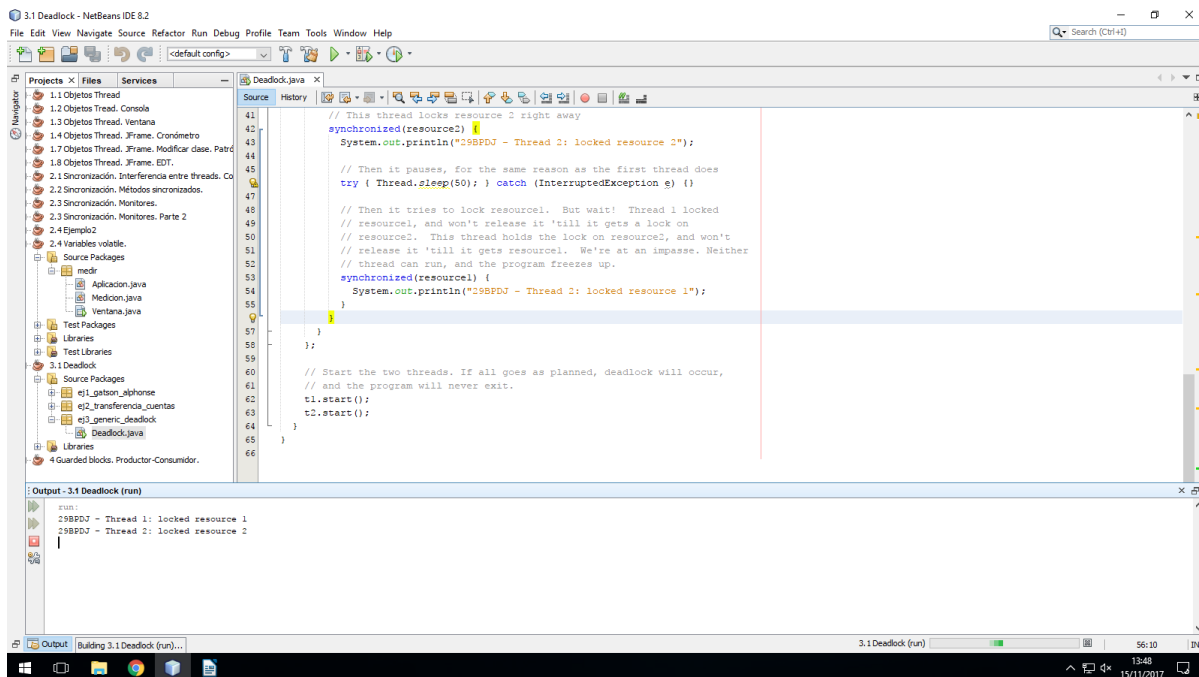 3.1 Deadlock - NetBeans IDE 8.2
File Edit View Navigate Source Refactor Run Debug Profile Team Tools Window Help
Search (Ctrl+I)
<default config>
Projects Files Services
Navigator
1.1 Objetos Thread
1.2 Objetos Tread. Consola
1.3 Objetos Thread. Ventana
1.4 Objetos Thread. JFrame. Cronómetro
1.7 Objetos Thread. JFrame. Modificar clase. Patró
1.8 Objetos Thread. JFrame. EDT.
2.1 Sincronización. Interferencia entre threads. Co
2.2 Sincronización. Métodos sincronizados.
2.3 Sincronización. Monitores.
2.3 Sincronización. Monitores. Parte 2
2.4 Ejemplo2
2.4 Variables volatile.
Source Packages
medir
Aplicacion.java
Medicion.java
Ventana.java
Test Packages
Libraries
Test Libraries
3.1 Deadlock
Source Packages
ej1_gatson_alphonse
ej2_transferencia_cuentas
ej3_generic_deadlock
Deadlock.java
Libraries
4 Guarded blocks. Productor-Consumidor.
Deadlock.java
Source History
41 // This thread locks resource 2 right away
42 synchronized(resource2) {
43 System.out.println("29BPDJ - Thread 2: locked resource 2");
44
45 // Then it pauses, for the same reason as the first thread does
try { Thread.sleep(50); } catch (InterruptedException e) {}
47
48 // Then it tries to lock resource1. But wait! Thread 1 locked
49 // resource1, and won't release it 'till it gets a lock on
50 // resource2. This thread holds the lock on resource2, and won't
51 // release it 'till it gets resource1. We're at an impasse. Neither
52 // thread can run, and the program freezes up.
53 synchronized(resource1) {
54 System.out.println("29BPDJ - Thread 2: locked resource 1");
55 }
}
57 }
58 };
59
60 // Start the two threads. If all goes as planned, deadlock will occur,
61 // and the program will never exit.
62 t1.start();
63 t2.start();
64 }
65 }
66
Output - 3.1 Deadlock (run)
run:
29BPDJ - Thread 1: locked resource 1
29BPDJ - Thread 2: locked resource 2
Output
Building 3.1 Deadlock (run)...
3.1 Deadlock (run)
56:10
IN
13:48
15/11/2017